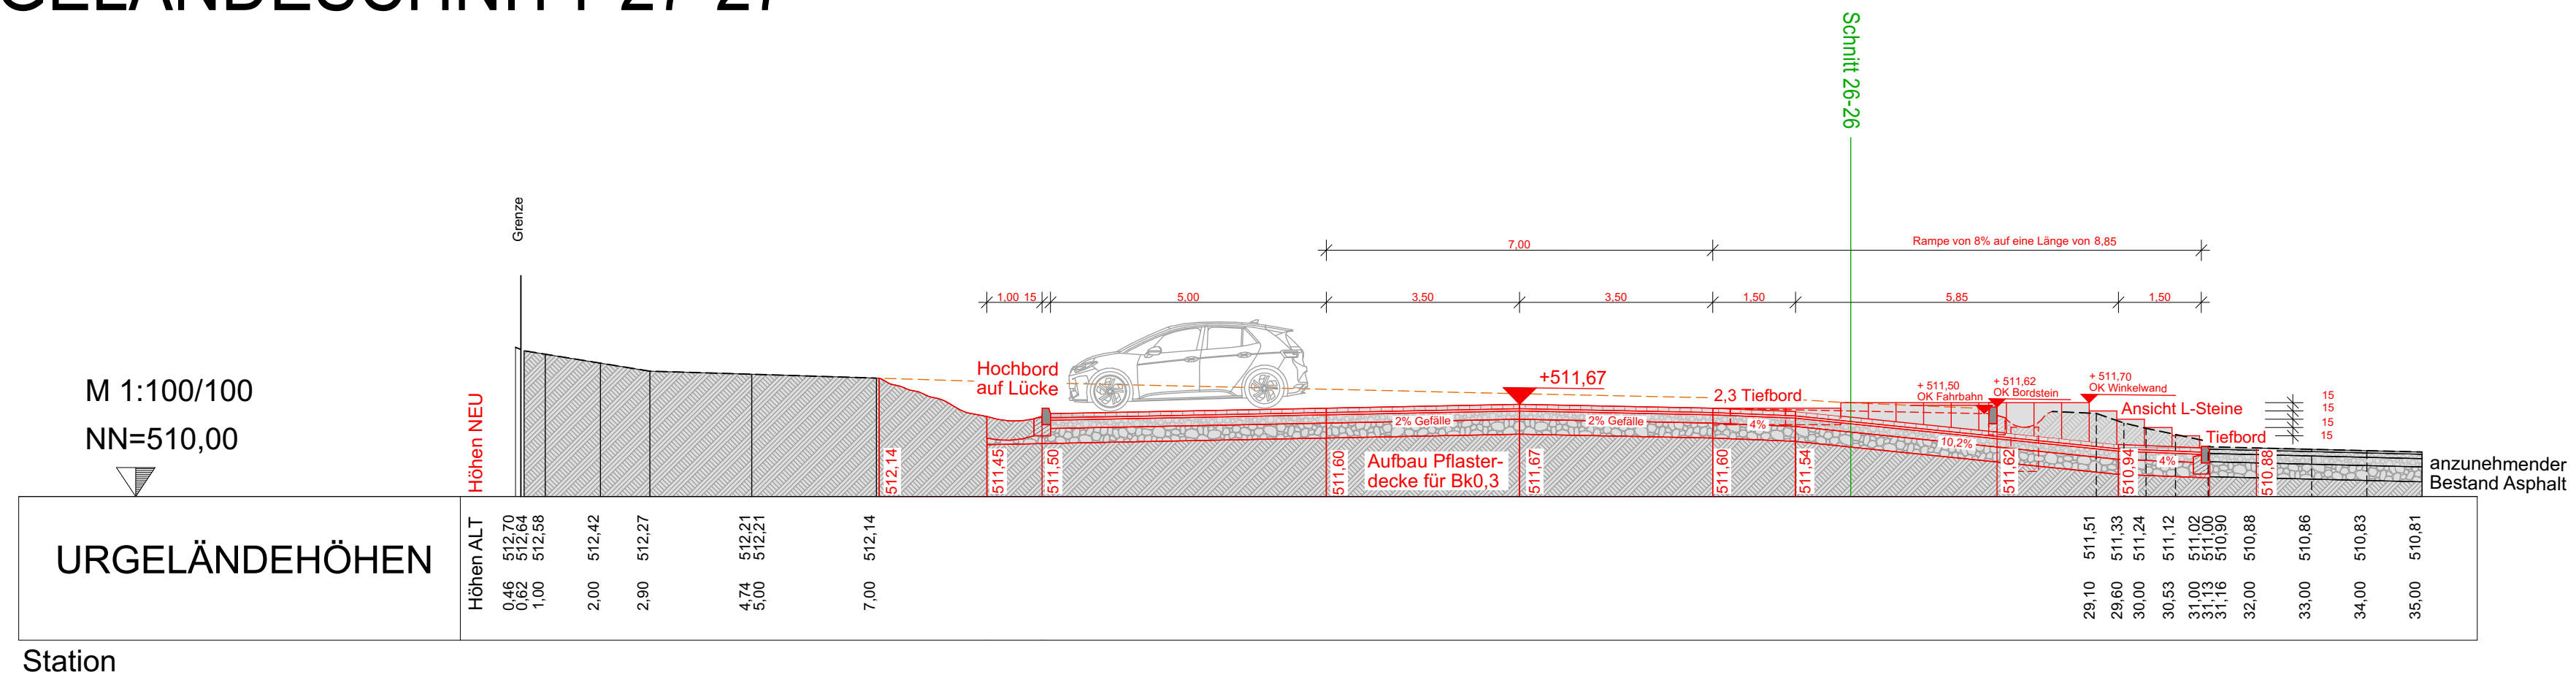 Schnitt 26-26
Grenze
7,00
Rampe von 8% auf eine Länge von 8,85
1,00 15
5,00
3,50
3,50
1,50
5,85
1,50
M 1:100/100
NN=510,00
Hochbord
auf Lücke
+511,67
2,3 Tiefbord
+ 511,50
OK Fahrbahn
+ 511,62
OK Bordstein
+ 511,70
OK Winkelwand
Ansicht L-Steine
Tiefbord
15
15
15
15
2% Gefälle
2% Gefälle
4%
10,2%
4%
Aufbau Pflaster-
decke für Bk0,3
anzunehmender
Bestand Asphalt
Höhen NEU
512,14
511,45
511,50
511,60
511,67
511,60
511,54
511,62
510,94
510,88
URGELÄNDEHÖHEN
Höhen ALT
0,46 512,70
0,62 512,64
1,00 512,58
2,00 512,42
2,90 512,27
4,74 512,21
5,00 512,21
7,00 512,14
29,10 511,51
29,60 511,33
30,00 511,24
30,53 511,12
31,00 511,02
31,13 511,00
31,16 510,90
32,00 510,88
33,00 510,86
34,00 510,83
35,00 510,81
Station